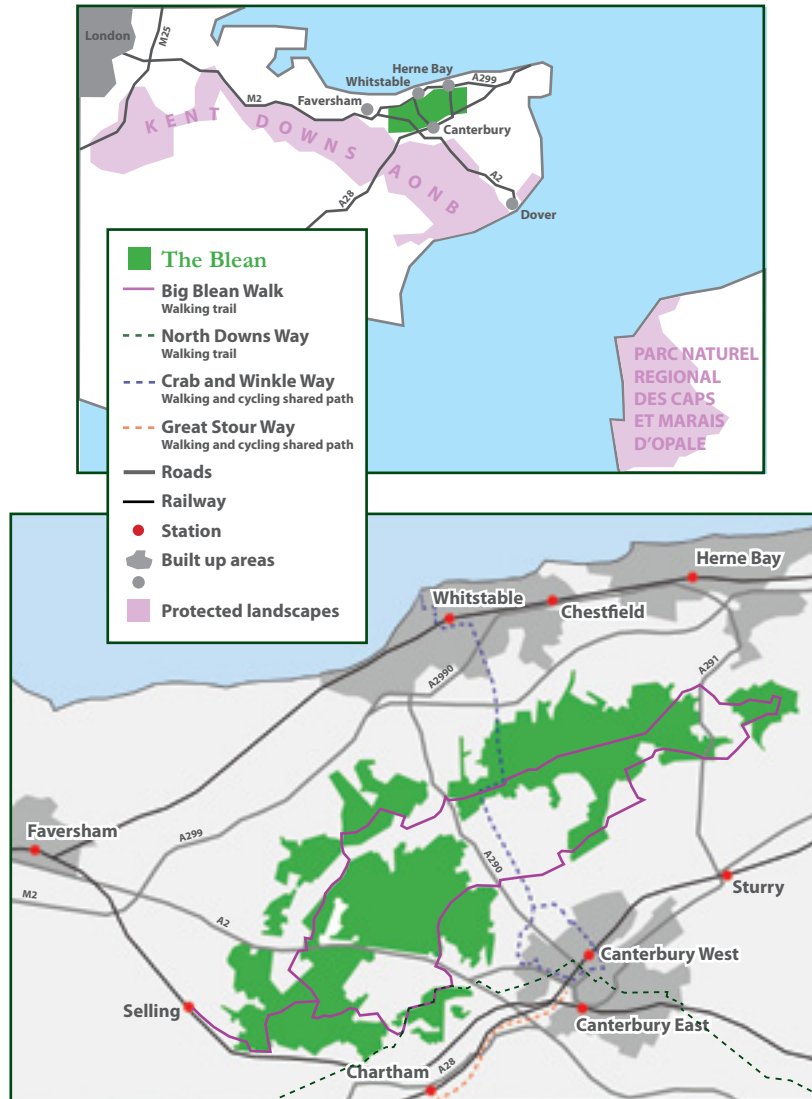 London
M25
Herne Bay
Whitstable
A299
Faversham
M2
Canterbury
KENT DOWNS AONB
A2
A28
Dover
The Blean
Big Blean Walk
Walking trail
North Downs Way
Walking trail
Crab and Winkle Way
Walking and cycling shared path
Great Stour Way
Walking and cycling shared path
Roads
Railway
Station
Built up areas
Protected landscapes
PARC NATUREL
REGIONAL
DES CAPS
ET MARAIS
D'OPALE
Herne Bay
Whitstable
Chestfield
A2990
A291
Faversham
A299
A290
Sturry
M2
A2
Canterbury West
Selling
Canterbury East
Chartham
A28